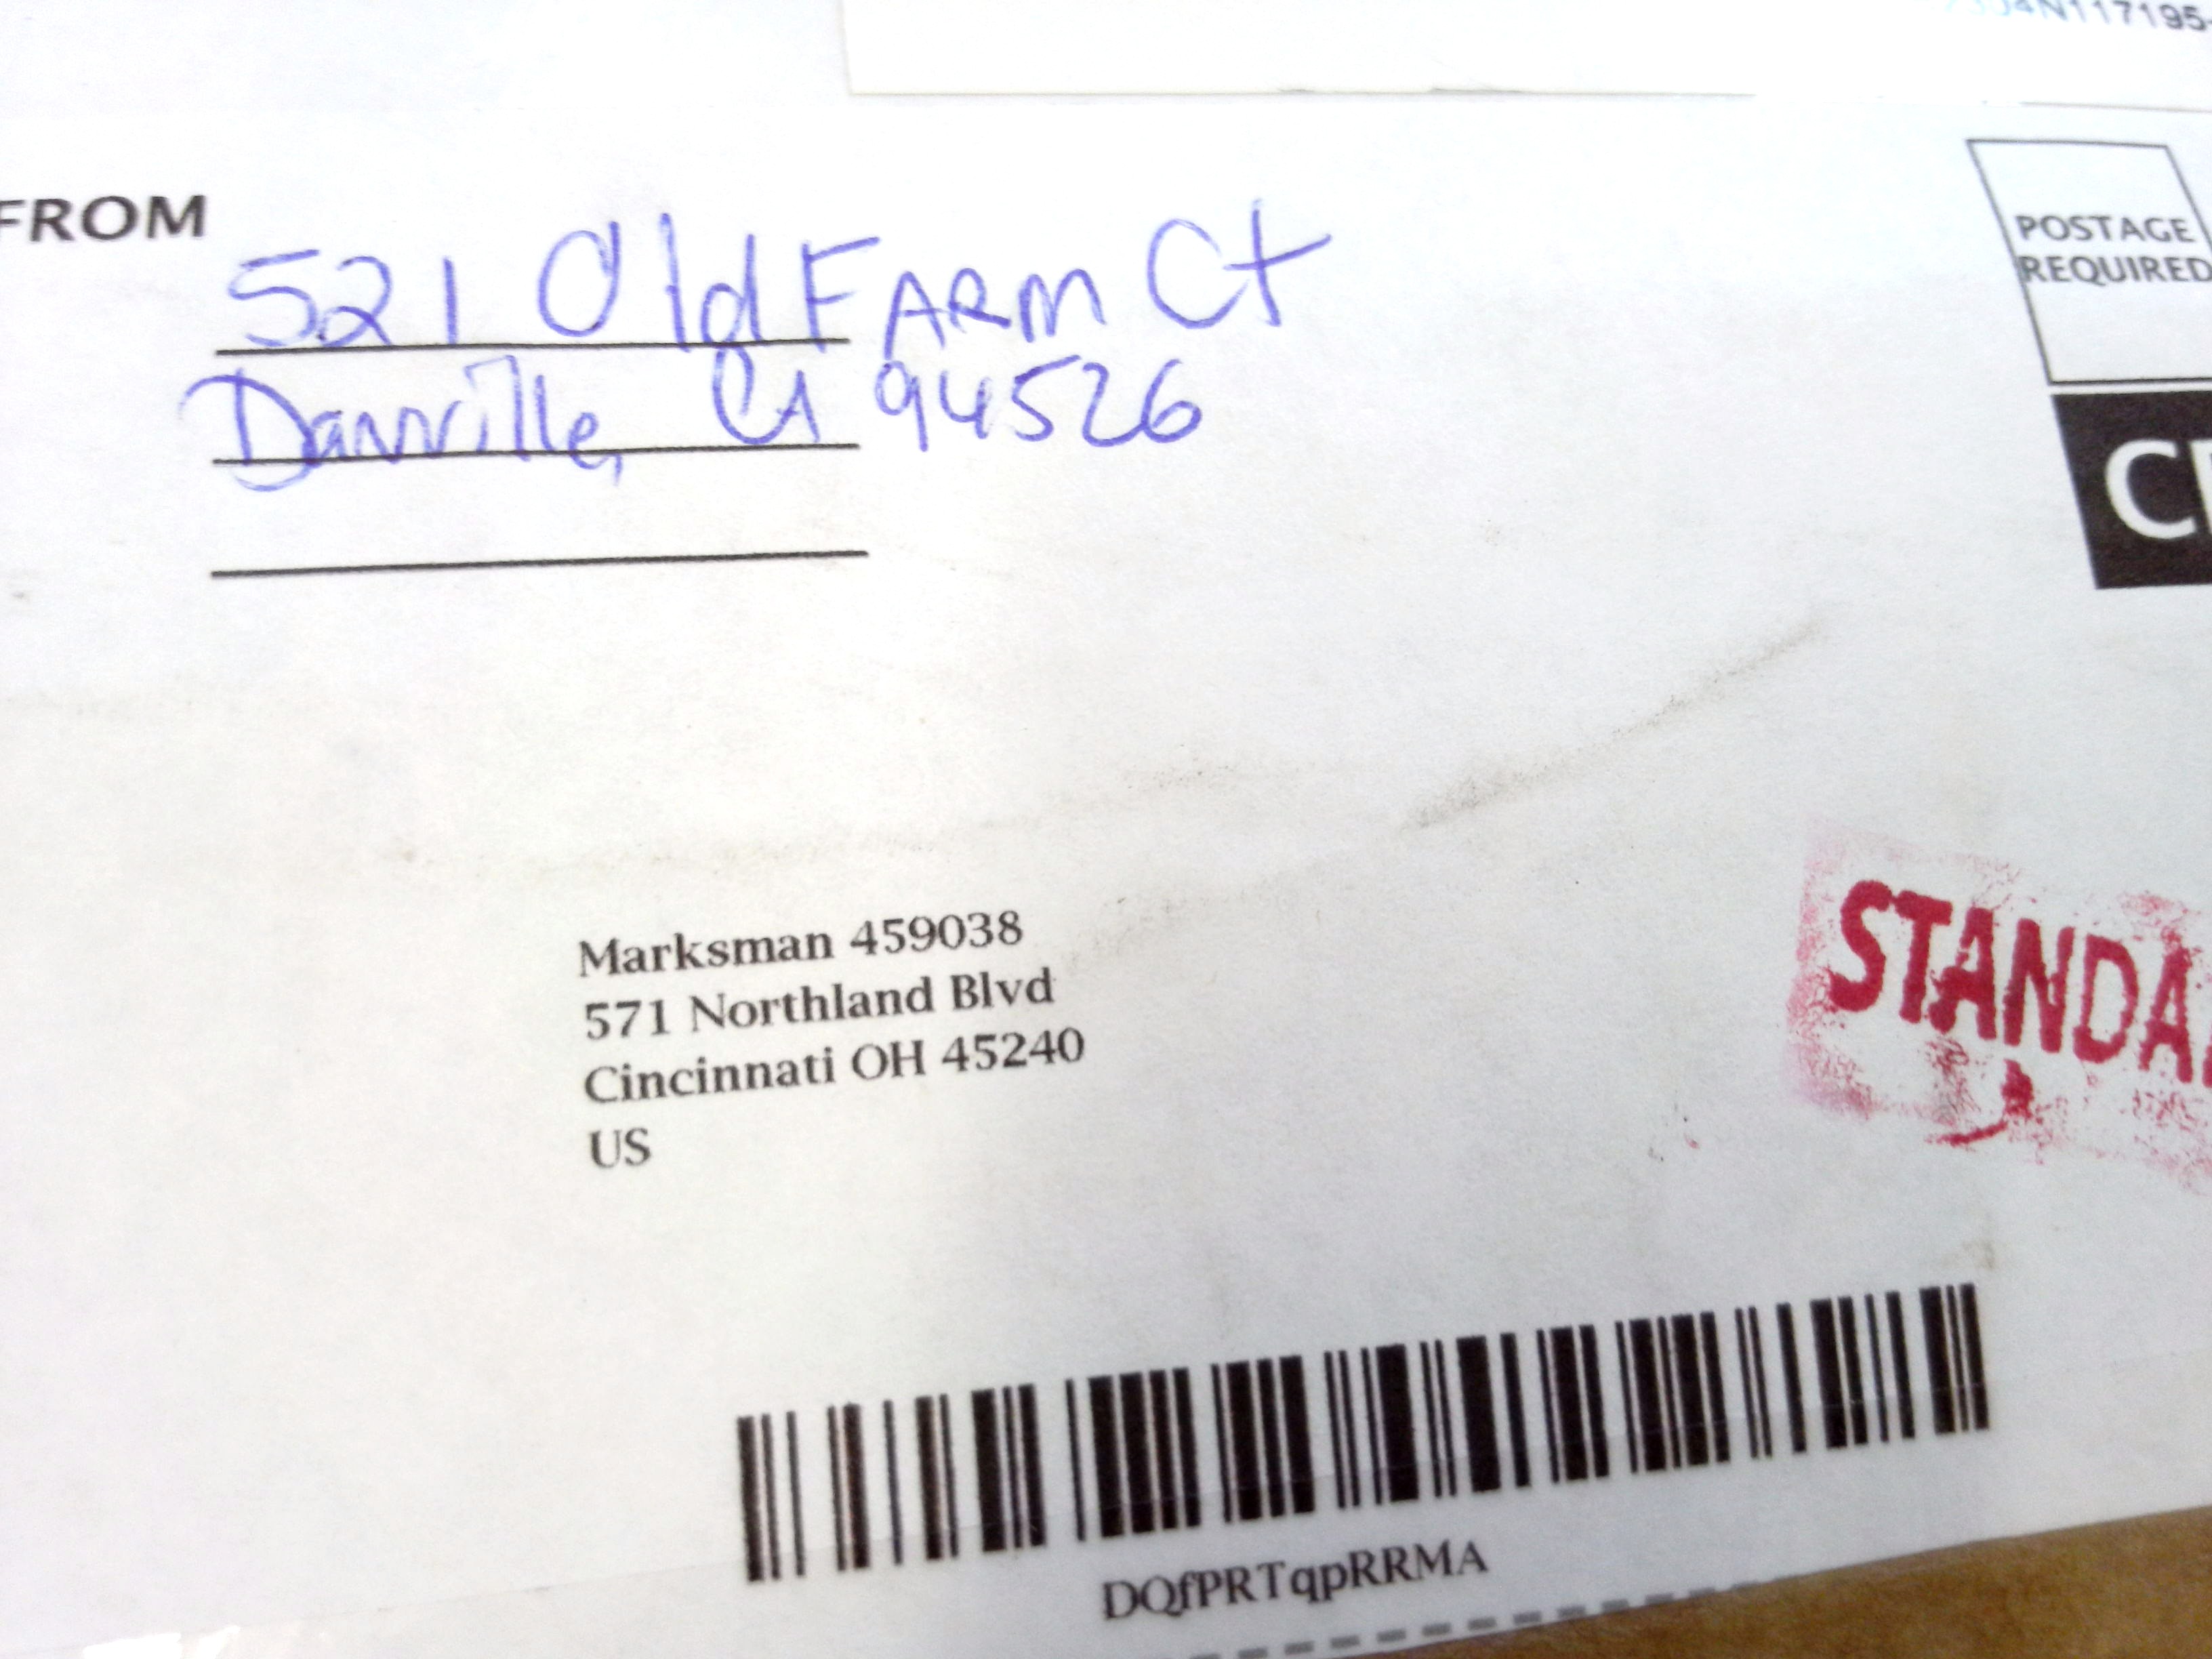 4N117195
FROM
521 Old FARM Ct
Danville, CA 94526
POSTAGE
REQUIRED
Marksman 459038
571 Northland Blvd
Cincinnati OH 45240
US
DQfPRTqpRRMA